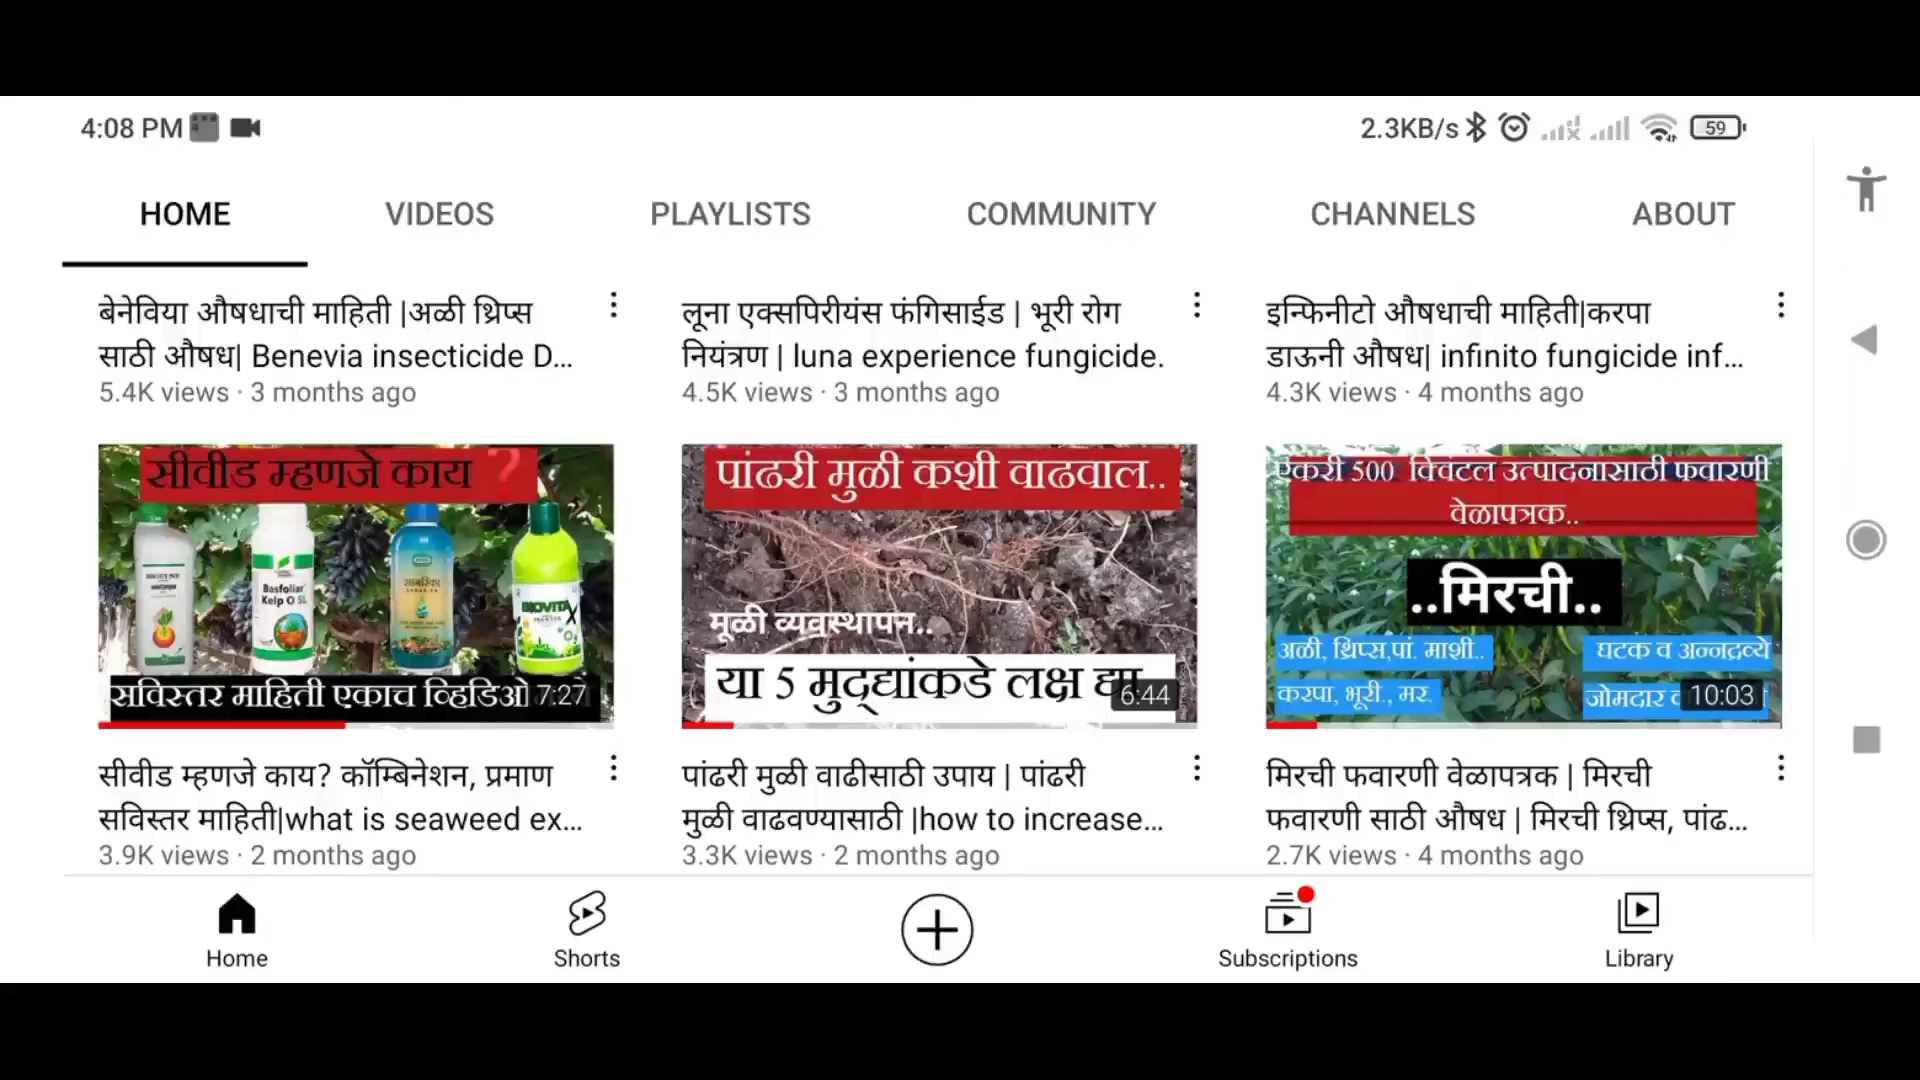 4:08 PM
2.3KB/s
59
HOME
VIDEOS
PLAYLISTS
COMMUNITY
CHANNELS
ABOUT
बेनेविया औषधाची माहिती |अळी थ्रिप्स
साठी औषध| Benevia insecticide D...
5.4K views · 3 months ago
लूना एक्सपिरीयंस फंगिसाईड | भूरी रोग
नियंत्रण | luna experience fungicide.
4.5K views · 3 months ago
इन्फिनीटो औषधाची माहिती|करपा
डाऊनी औषध| infinito fungicide inf...
4.3K views · 4 months ago
सीवीड म्हणजे काय ?
Basfoliar
Kelp O SL
BIOVITA X
सविस्तर माहिती एकाच व्हिडिओ
7:27
पांढरी मुळी कशी वाढवाल..
मूळी व्यवस्थापन..
या 5 मुद्द्यांकडे लक्ष द्या
6:44
एकरी 500 क्विंटल उत्पादनासाठी फवारणी
वेळापत्रक..
..मिरची..
अळी, थ्रिप्स,पां. माशी..
घटक व अन्नद्रव्ये
करपा, भूरी., मर.
जोमदार
10:03
सीवीड म्हणजे काय? कॉम्बिनेशन, प्रमाण
सविस्तर माहिती|what is seaweed ex...
3.9K views · 2 months ago
पांढरी मुळी वाढीसाठी उपाय | पांढरी
मुळी वाढवण्यासाठी |how to increase...
3.3K views · 2 months ago
मिरची फवारणी वेळापत्रक | मिरची
फवारणी साठी औषध | मिरची थ्रिप्स, पांढ...
2.7K views · 4 months ago
Home
Shorts
Subscriptions
Library